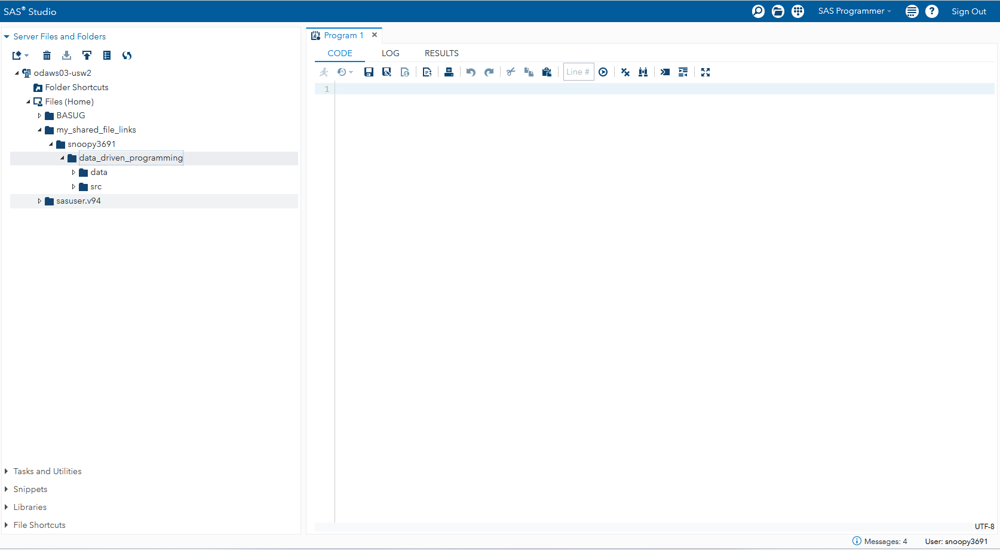 SAS® Studio
SAS Programmer
?
Sign Out
Server Files and Folders
odaws03-usw2
Folder Shortcuts
Files (Home)
BASUG
my_shared_file_links
snoopy3691
data_driven_programming
data
src
sasuser.v94
Tasks and Utilities
Snippets
Libraries
File Shortcuts
Program 1
CODE LOG RESULTS
Line #
1
UTF-8
Messages: 4 User: snoopy3691